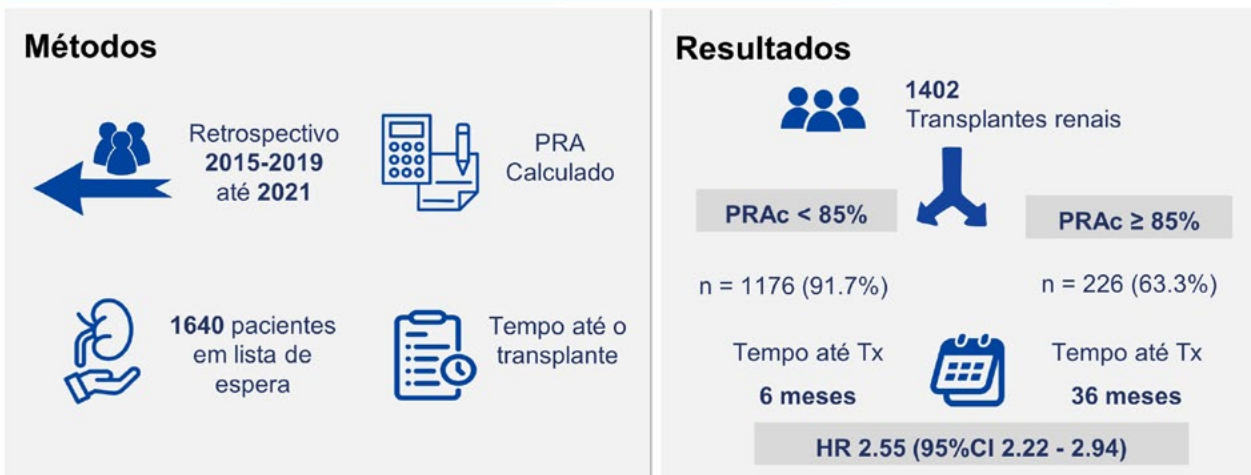 Métodos
Retrospectivo
2015-2019
até 2021
PRA
Calculado
1640 pacientes
em lista de
espera
Tempo até o
transplante
Resultados
1402
Transplantes renais
PRAc < 85%
PRAc ≥ 85%
n = 1176 (91.7%)
n = 226 (63.3%)
Tempo até Tx
6 meses
Tempo até Tx
36 meses
HR 2.55 (95%CI 2.22 - 2.94)